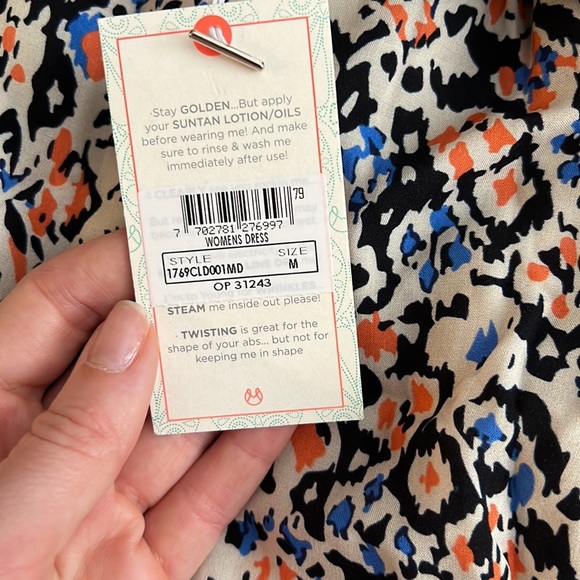 ·Stay GOLDEN...But apply
your SUNTAN LOTION/OILS
before wearing me! And make
sure to rinse & wash me
immediately after use!
79
7 702781 276997
WOMENS DRESS
STYLE SIZE
1769CLD001MD M
OP 31243
STEAM me inside out please!
· TWISTING is great for the
shape of your abs... but not for
keeping me in shape